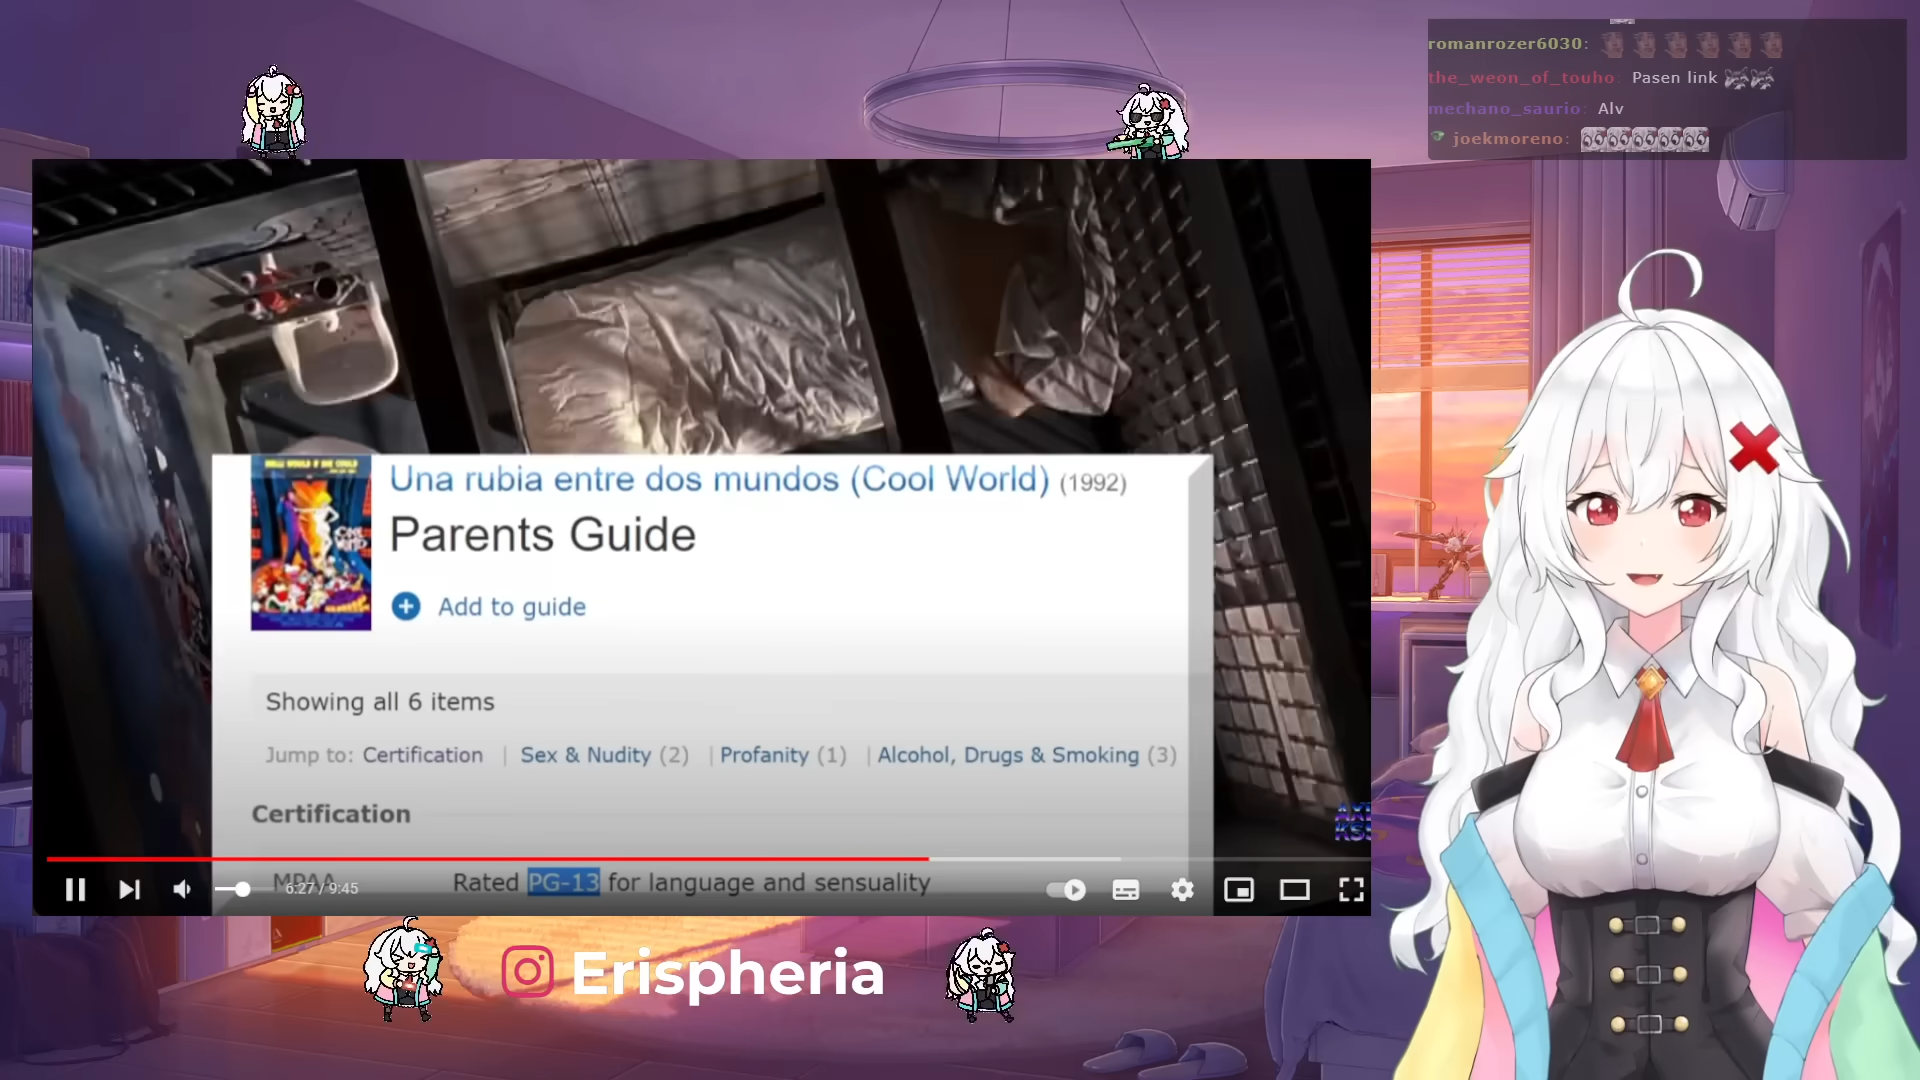 romanrozer6030:
the_weon_of_touho: Pasen link
mechano_saurio: Alv
joekmoreno:
Una rubia entre dos mundos (Cool World) (1992)
Parents Guide
Add to guide
Showing all 6 items
Jump to: Certification | Sex & Nudity (2) | Profanity (1) | Alcohol, Drugs & Smoking (3)
Certification
MPAA Rated PG-13 for language and sensuality
6:27 / 9:45
Erispheria